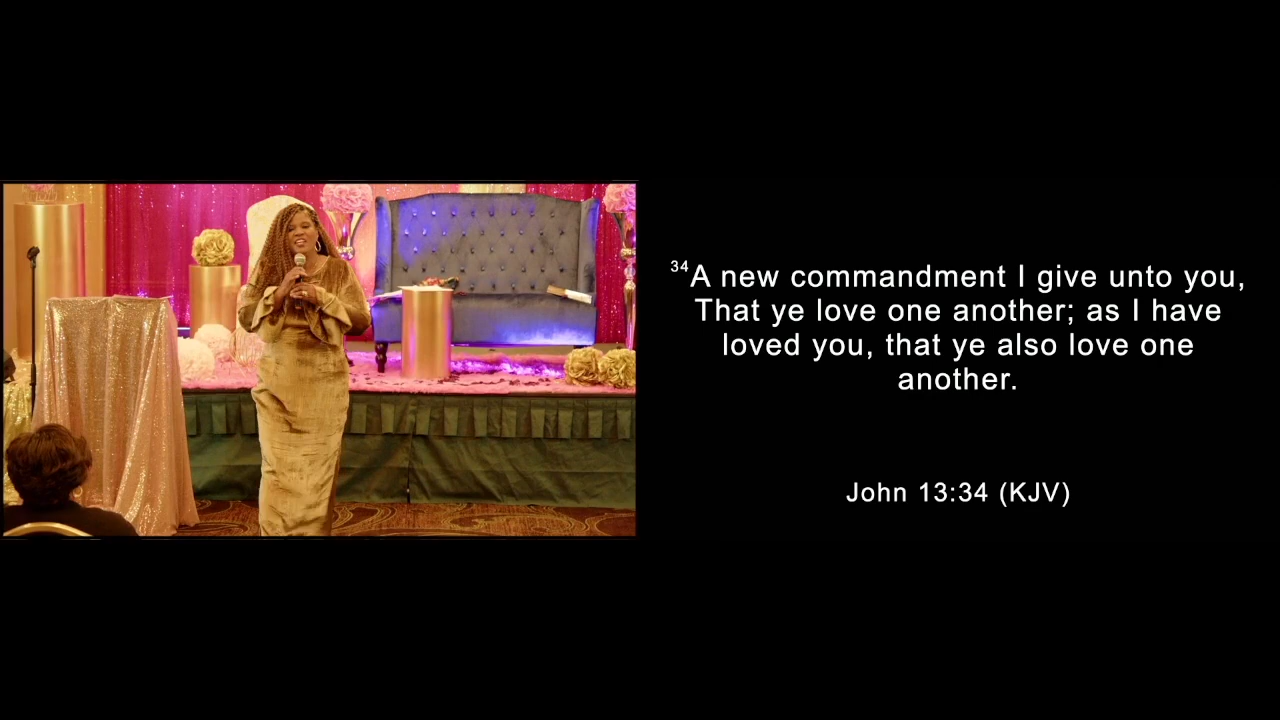 34A new commandment I give unto you,
That ye love one another; as I have
loved you, that ye also love one
another.
John 13:34 (KJV)